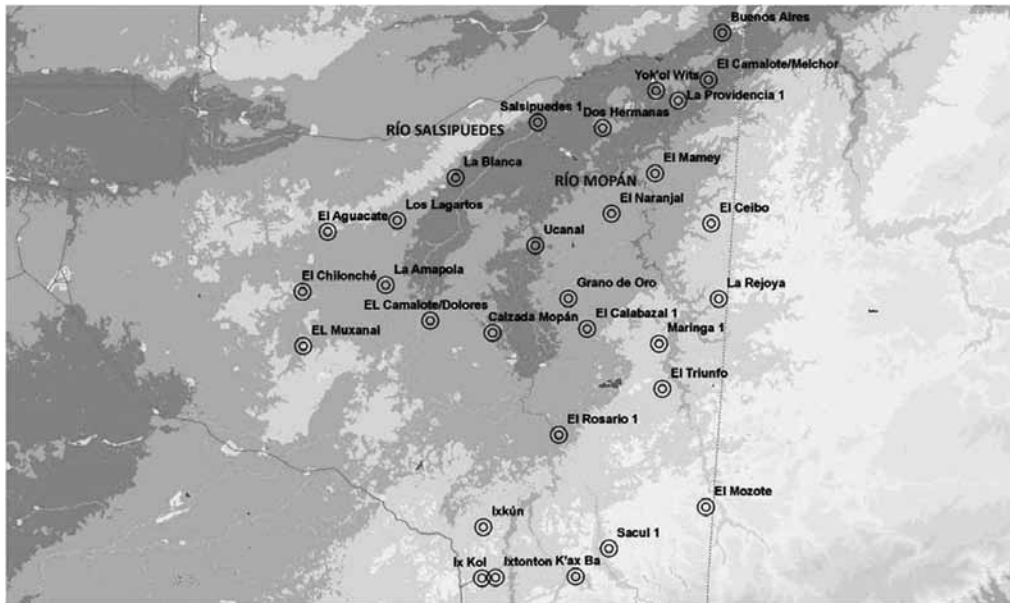 Buenos Aires
El Camalote/Melchor
Yok'ol Wits
La Providencia 1
Salsipuedes 1
Dos Hermanas
RÍO SALSIPUEDES
La Blanca
El Mamey
RÍO MOPÁN
El Naranjal
Los Lagartos
El Aguacate
El Ceibo
Ucanal
El Chilonché
La Amapola
Grano de Oro
La Rejoya
EL Camalote/Dolores
Calzada Mopán
El Calabazal 1
EL Muxanal
Maringa 1
El Triunfo
El Rosario 1
El Mozote
Ixkún
Sacul 1
Ix Kol
Ixtonton
K'ax Ba